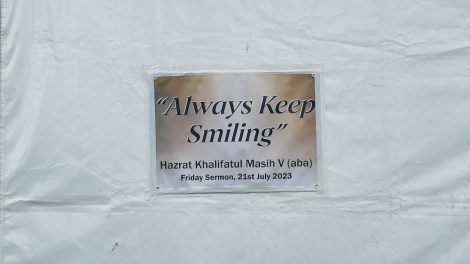 “Always Keep
Smiling”
Hazrat Khalifatul Masih V (aba)
Friday Sermon, 21st July 2023